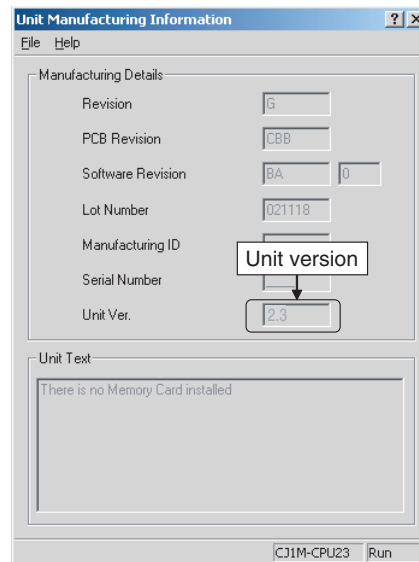 Unit Manufacturing Information
File Help
Manufacturing Details
Revision G
PCB Revision CBB
Software Revision BA 0
Lot Number 021118
Manufacturing ID
Unit version
Serial Number
Unit Ver. 2.3
Unit Text
There is no Memory Card installed
CJ1M-CPU23 Run